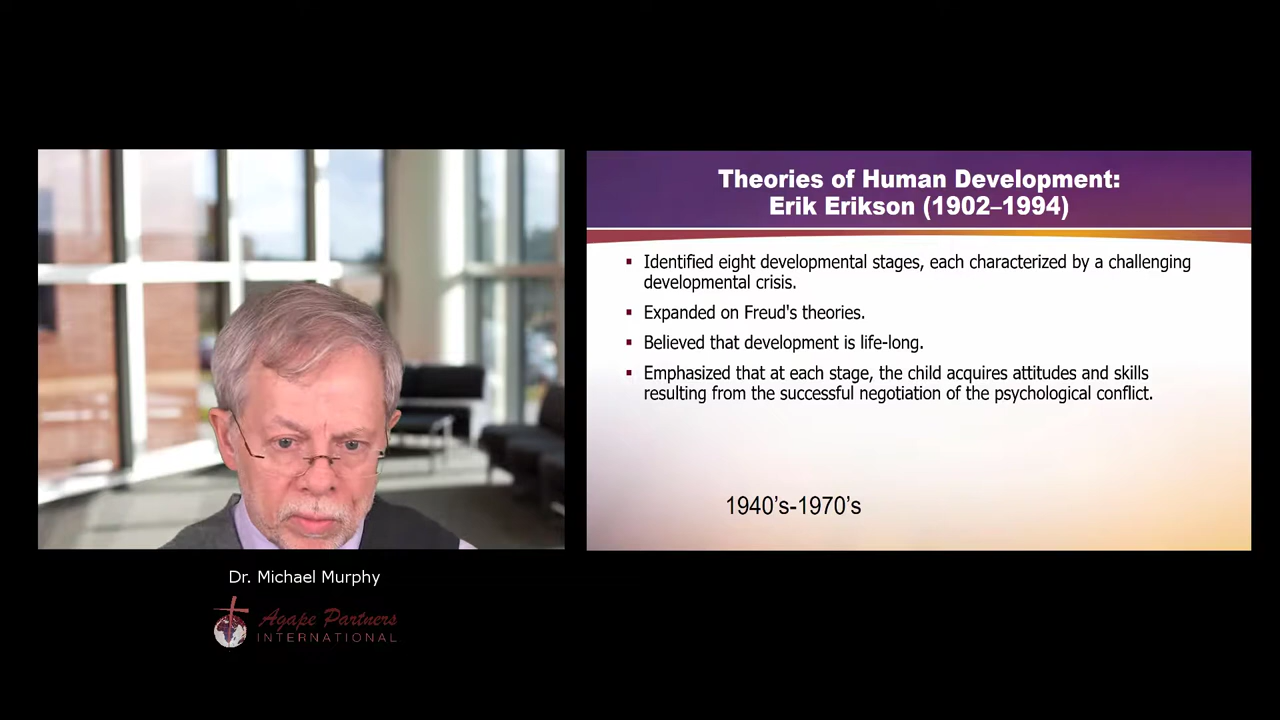 Theories of Human Development:
Erik Erikson (1902–1994)
▪ Identified eight developmental stages, each characterized by a challenging
developmental crisis.
▪ Expanded on Freud's theories.
▪ Believed that development is life-long.
▪ Emphasized that at each stage, the child acquires attitudes and skills
resulting from the successful negotiation of the psychological conflict.
1940’s-1970’s
Dr. Michael Murphy
Agape Partners
INTERNATIONAL